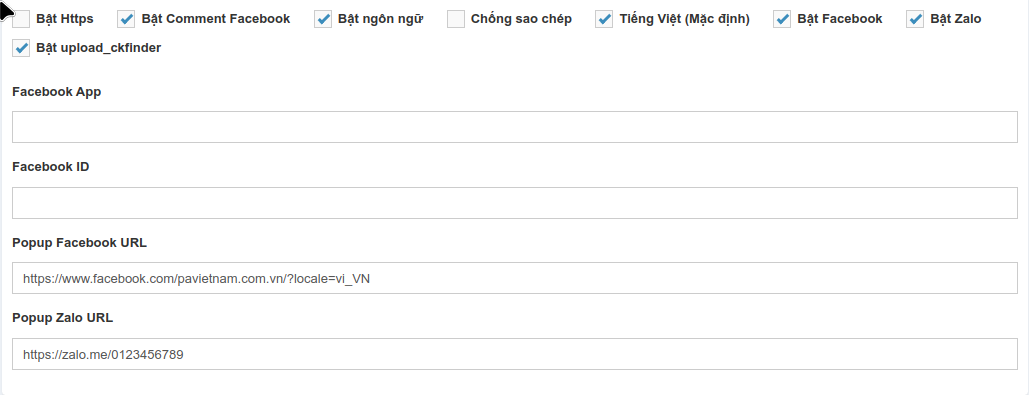 Bật Https Bật Comment Facebook Bật ngôn ngữ Chống sao chép Tiếng Việt (Mặc định) Bật Facebook Bật Zalo
Bật upload_ckfinder
Facebook App
Facebook ID
Popup Facebook URL
https://www.facebook.com/pavietnam.com.vn/?locale=vi_VN
Popup Zalo URL
https://zalo.me/0123456789